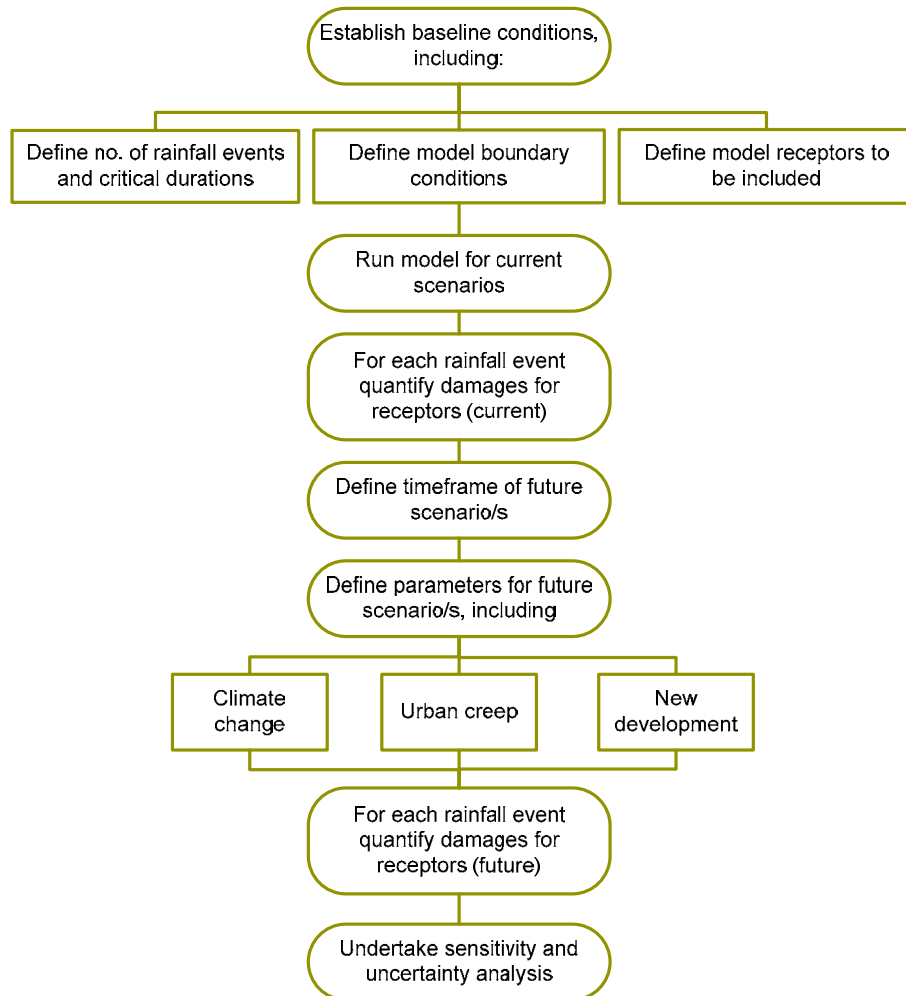 Establish baseline conditions,
including:
Define no. of rainfall events
and critical durations
Define model boundary
conditions
Define model receptors to
be included
Run model for current
scenarios
For each rainfall event
quantify damages for
receptors (current)
Define timeframe of future
scenario/s
Define parameters for future
scenario/s, including
Climate
change
Urban creep
New
development
For each rainfall event
quantify damages for
receptors (future)
Undertake sensitivity and
uncertainty analysis